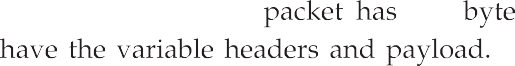 packet has byte
have the variable headers and payload.